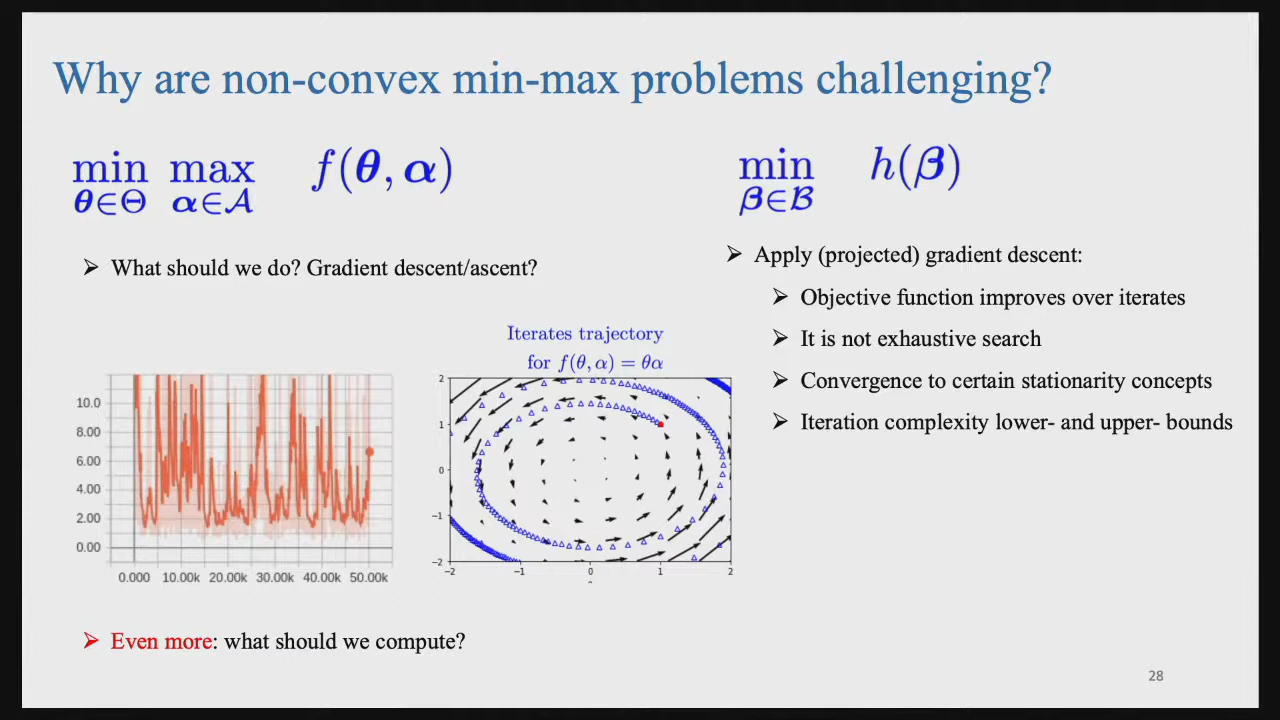 Why are non-convex min-max problems challenging?
min max f(θ, α)
θ∈Θ α∈𝒜
min h(β)
β∈ℬ
➢ What should we do? Gradient descent/ascent?
➢ Apply (projected) gradient descent:
➢ Objective function improves over iterates
➢ It is not exhaustive search
➢ Convergence to certain stationarity concepts
➢ Iteration complexity lower- and upper- bounds
10.0
8.00
6.00
4.00
2.00
0.00
0.000 10.00k 20.00k 30.00k 40.00k 50.00k
Iterates trajectory
for f(θ, α) = θα
2
1
0
−1
−2
−2 −1 0 1 2
➢ Even more: what should we compute?
28